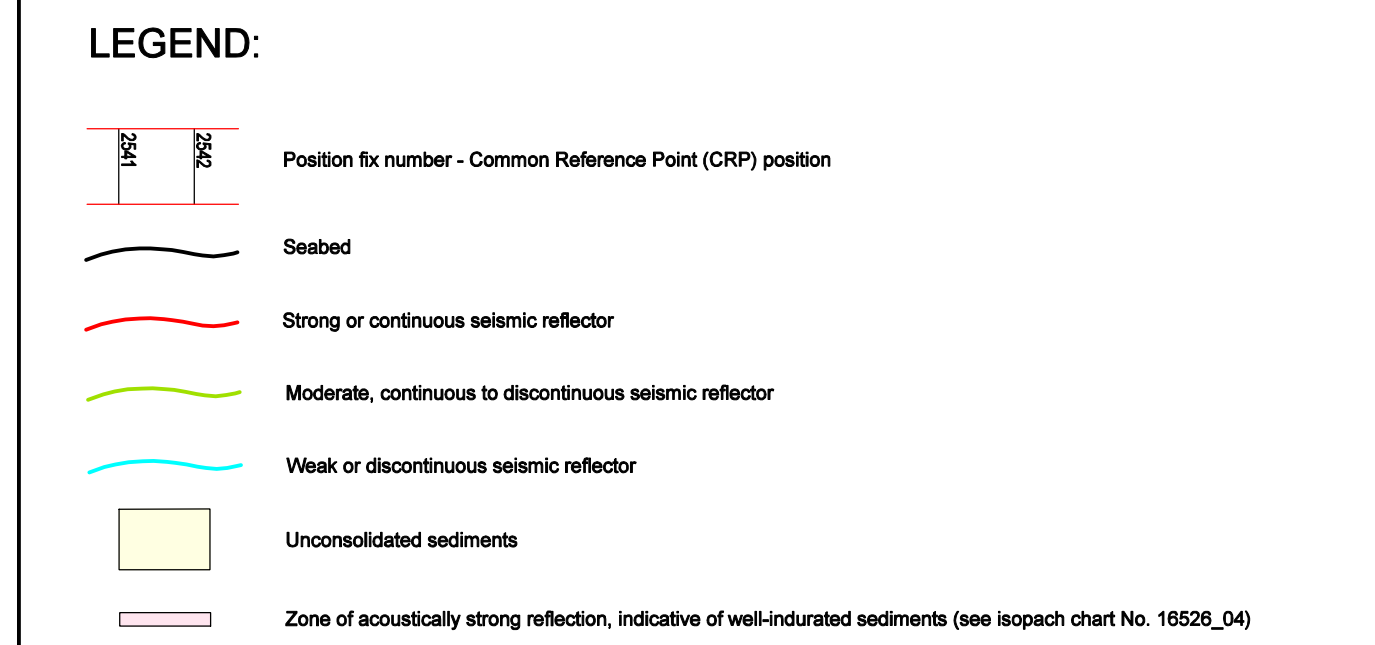 LEGEND:
2541 2542
Position fix number - Common Reference Point (CRP) position
Seabed
Strong or continuous seismic reflector
Moderate, continuous to discontinuous seismic reflector
Weak or discontinuous seismic reflector
Unconsolidated sediments
Zone of acoustically strong reflection, indicative of well-indurated sediments (see isopach chart No. 16526_04)